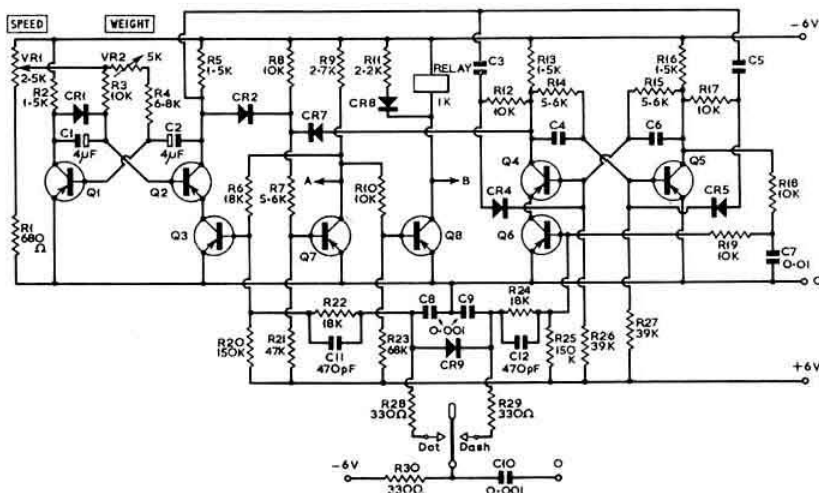 SPEED
WEIGHT
-6V
VR1
2·5K
VR2
5K
R2
1·5K
CR1
R3
10K
R4
6·8K
R5
1·5K
R8
10K
R9
2·7K
R11
2·2K
RELAY
1K
C3
R13
1·5K
R14
5·6K
R15
5·6K
R16
1·5K
R17
10K
C5
CR2
CR7
CR8
R12
10K
C1
4µF
C2
4µF
C4
C6
Q1
Q2
Q4
Q5
A
B
R6
18K
R7
5·6K
R10
10K
CR4
CR5
R18
10K
R1
680
Ω
Q3
Q7
Q8
Q6
R19
10K
C7
0·01
O
R22
18K
C8
C9
R24
18K
0·001
R20
150K
R21
47K
C11
470pF
R23
68K
CR9
C12
470pF
R25
150
K
R26
39K
R27
39K
+6V
R28
330Ω
R29
330Ω
Dot
Dash
-6V
R30
330Ω
C10
0·001
O